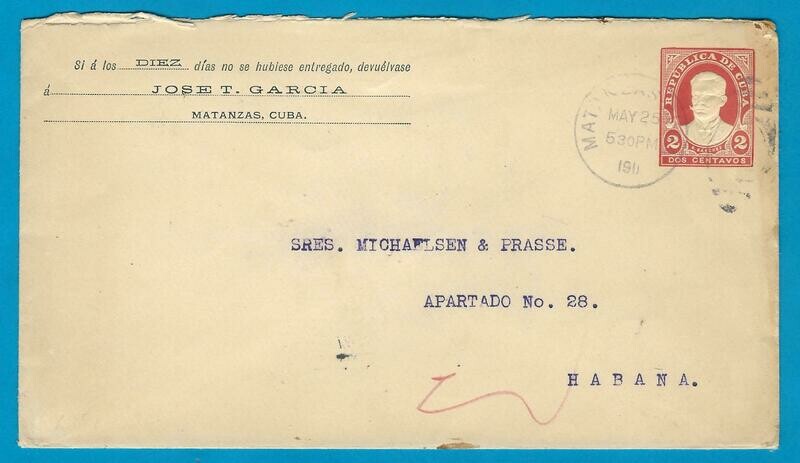 Si á los DIEZ días no se hubiese entregado, devuélvase
á JOSE T. GARCIA
MATANZAS, CUBA.
REPUBLICA DE CUBA
2 2
DOS CENTAVOS
MAY 25
530PM
191
SRES. MICHAELSEN & PRASSE.
APARTADO No. 28.
HABANA.